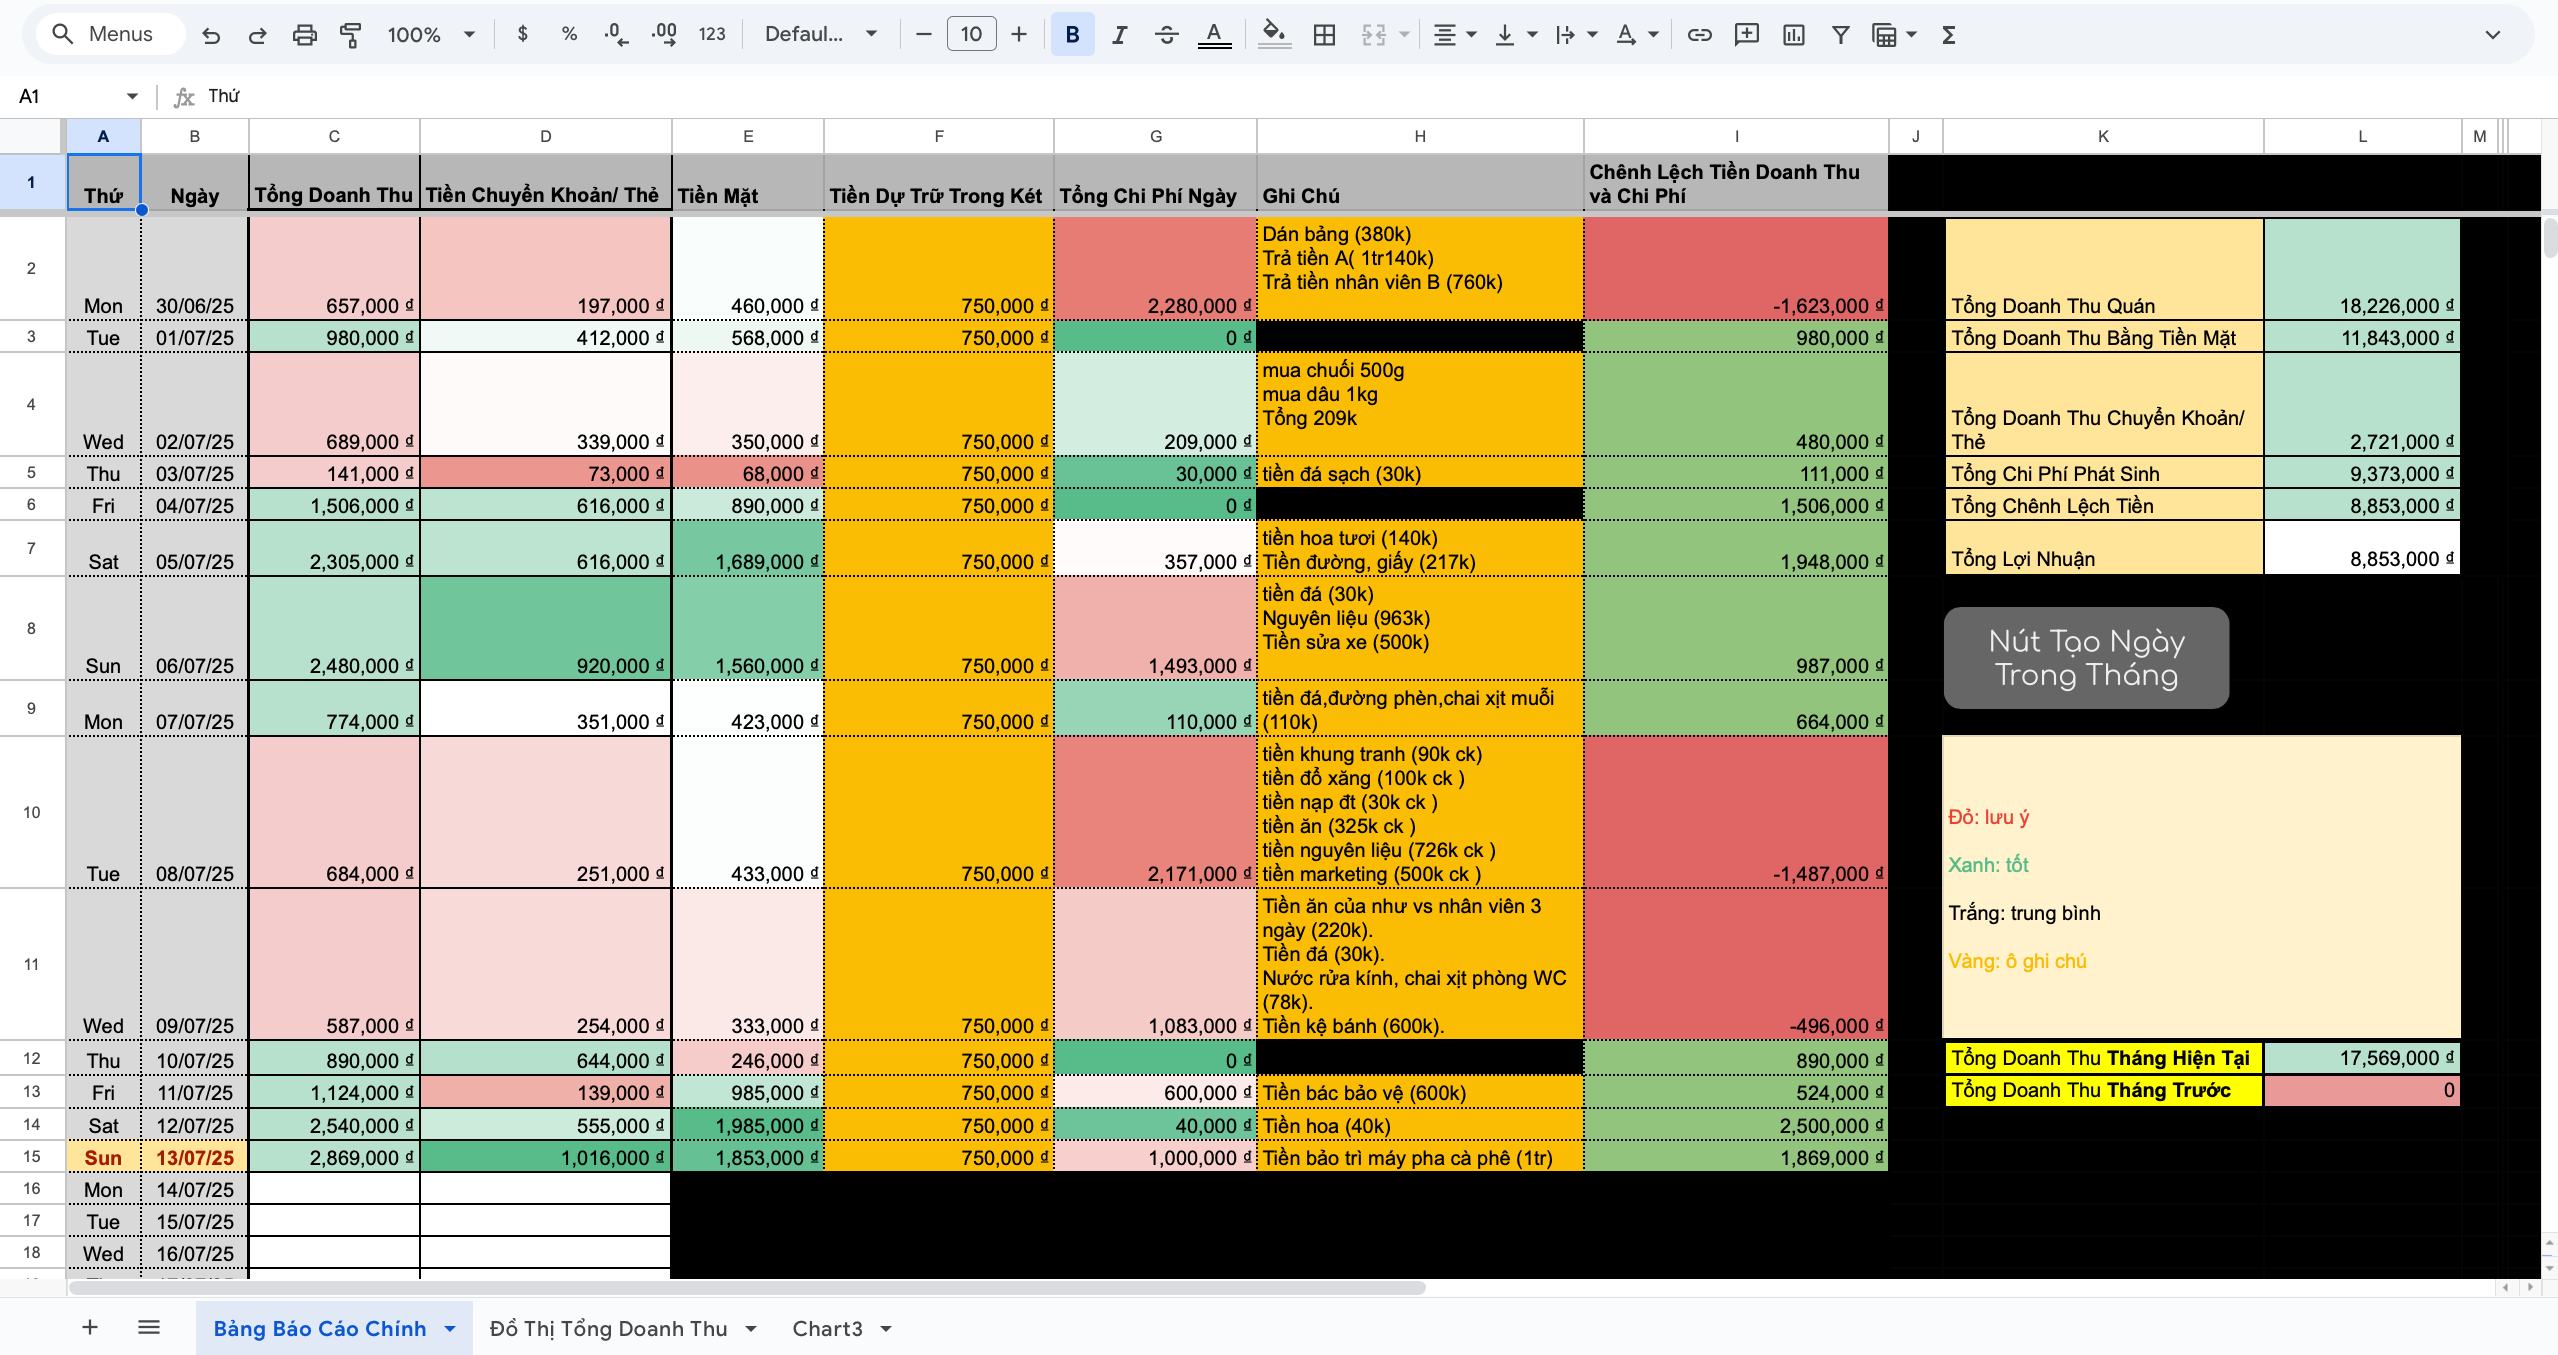 Menus
100%
$
%
.0
.00
123
Defaul...
10
B
I
A
Σ
A1
fx
Thứ
A B C D E F G H I J K L M
1 Thứ Ngày Tổng Doanh Thu Tiền Chuyển Khoản/ Thẻ Tiền Mặt Tiền Dự Trữ Trong Két Tổng Chi Phí Ngày Ghi Chú Chênh Lệch Tiền Doanh Thu
và Chi Phí
2 Mon 30/06/25 657,000 ₫ 197,000 ₫ 460,000 ₫ 750,000 ₫ 2,280,000 ₫
Dán bảng (380k)
Trả tiền A( 1tr140k)
Trả tiền nhân viên B (760k)
-1,623,000 ₫
Tổng Doanh Thu Quán 18,226,000 ₫
3 Tue 01/07/25 980,000 ₫ 412,000 ₫ 568,000 ₫ 750,000 ₫ 0 ₫ 980,000 ₫
Tổng Doanh Thu Bằng Tiền Mặt 11,843,000 ₫
4 Wed 02/07/25 689,000 ₫ 339,000 ₫ 350,000 ₫ 750,000 ₫ 209,000 ₫
mua chuối 500g
mua dâu 1kg
Tổng 209k
480,000 ₫
Tổng Doanh Thu Chuyển Khoản/
Thẻ 2,721,000 ₫
5 Thu 03/07/25 141,000 ₫ 73,000 ₫ 68,000 ₫ 750,000 ₫ 30,000 ₫ tiền đá sạch (30k) 111,000 ₫
Tổng Chi Phí Phát Sinh 9,373,000 ₫
6 Fri 04/07/25 1,506,000 ₫ 616,000 ₫ 890,000 ₫ 750,000 ₫ 0 ₫ 1,506,000 ₫
Tổng Chênh Lệch Tiền 8,853,000 ₫
7 Sat 05/07/25 2,305,000 ₫ 616,000 ₫ 1,689,000 ₫ 750,000 ₫ 357,000 ₫
tiền hoa tươi (140k)
Tiền đường, giấy (217k)
1,948,000 ₫
Tổng Lợi Nhuận 8,853,000 ₫
8 Sun 06/07/25 2,480,000 ₫ 920,000 ₫ 1,560,000 ₫ 750,000 ₫ 1,493,000 ₫
tiền đá (30k)
Nguyên liệu (963k)
Tiền sửa xe (500k)
987,000 ₫
Nút Tạo Ngày
Trong Tháng
9 Mon 07/07/25 774,000 ₫ 351,000 ₫ 423,000 ₫ 750,000 ₫ 110,000 ₫
tiền đá,đường phèn,chai xịt muỗi
(110k)
664,000 ₫
10 Tue 08/07/25 684,000 ₫ 251,000 ₫ 433,000 ₫ 750,000 ₫ 2,171,000 ₫
tiền khung tranh (90k ck)
tiền đổ xăng (100k ck )
tiền nạp đt (30k ck )
tiền ăn (325k ck )
tiền nguyên liệu (726k ck )
tiền marketing (500k ck )
-1,487,000 ₫
Đỏ: lưu ý
Xanh: tốt
Trắng: trung bình
Vàng: ô ghi chú
11 Wed 09/07/25 587,000 ₫ 254,000 ₫ 333,000 ₫ 750,000 ₫ 1,083,000 ₫
Tiền ăn của như vs nhân viên 3
ngày (220k).
Tiền đá (30k).
Nước rửa kính, chai xịt phòng WC
(78k).
Tiền kệ bánh (600k).
-496,000 ₫
12 Thu 10/07/25 890,000 ₫ 644,000 ₫ 246,000 ₫ 750,000 ₫ 0 ₫ 890,000 ₫
Tổng Doanh Thu Tháng Hiện Tại 17,569,000 ₫
13 Fri 11/07/25 1,124,000 ₫ 139,000 ₫ 985,000 ₫ 750,000 ₫ 600,000 ₫ Tiền bác bảo vệ (600k) 524,000 ₫
Tổng Doanh Thu Tháng Trước 0
14 Sat 12/07/25 2,540,000 ₫ 555,000 ₫ 1,985,000 ₫ 750,000 ₫ 40,000 ₫ Tiền hoa (40k) 2,500,000 ₫
15 Sun 13/07/25 2,869,000 ₫ 1,016,000 ₫ 1,853,000 ₫ 750,000 ₫ 1,000,000 ₫ Tiền bảo trì máy pha cà phê (1tr) 1,869,000 ₫
16 Mon 14/07/25
17 Tue 15/07/25
18 Wed 16/07/25
Bảng Báo Cáo Chính
Đồ Thị Tổng Doanh Thu
Chart3